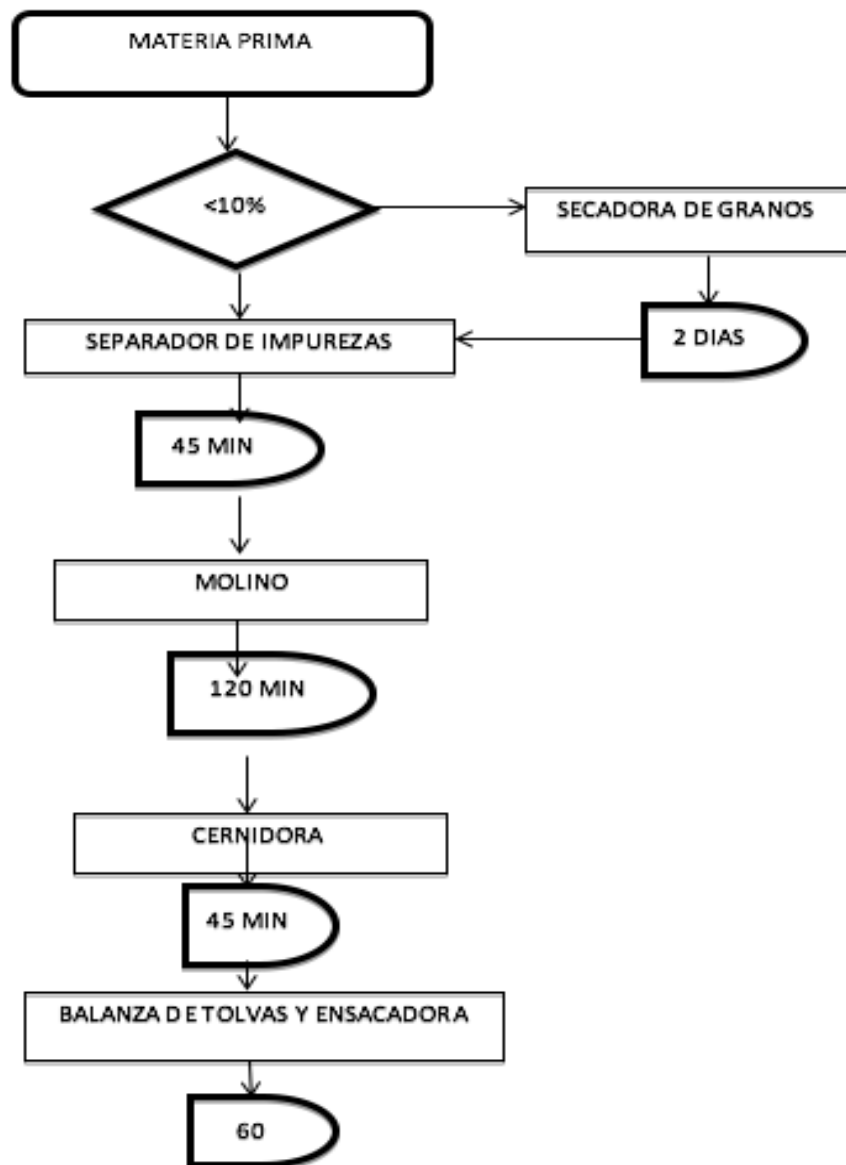 MATERIA PRIMA
<10%
SECADORA DE GRANOS
SEPARADOR DE IMPUREZAS
2 DIAS
45 MIN
MOLINO
120 MIN
CERNIDORA
45 MIN
BALANZA DE TOLVAS Y ENSACADORA
60